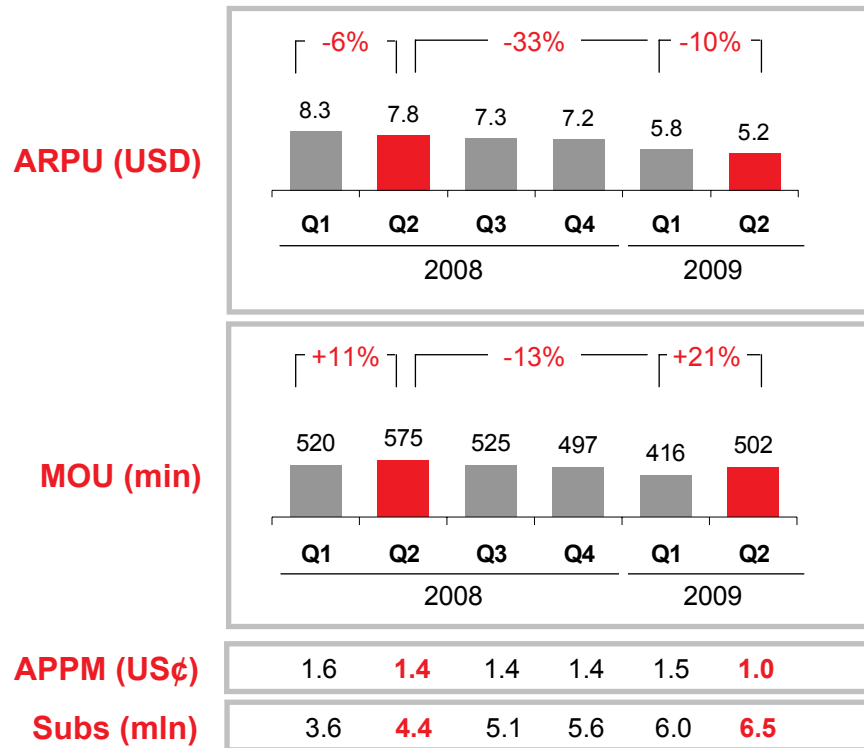 -6% -33% -10%
8.3 7.8 7.3 7.2 5.8 5.2
ARPU (USD)
Q1 Q2 Q3 Q4 Q1 Q2
2008 2009
+11% -13% +21%
520 575 525 497 416 502
MOU (min)
Q1 Q2 Q3 Q4 Q1 Q2
2008 2009
APPM (US¢) 1.6 1.4 1.4 1.4 1.5 1.0
Subs (mln) 3.6 4.4 5.1 5.6 6.0 6.5